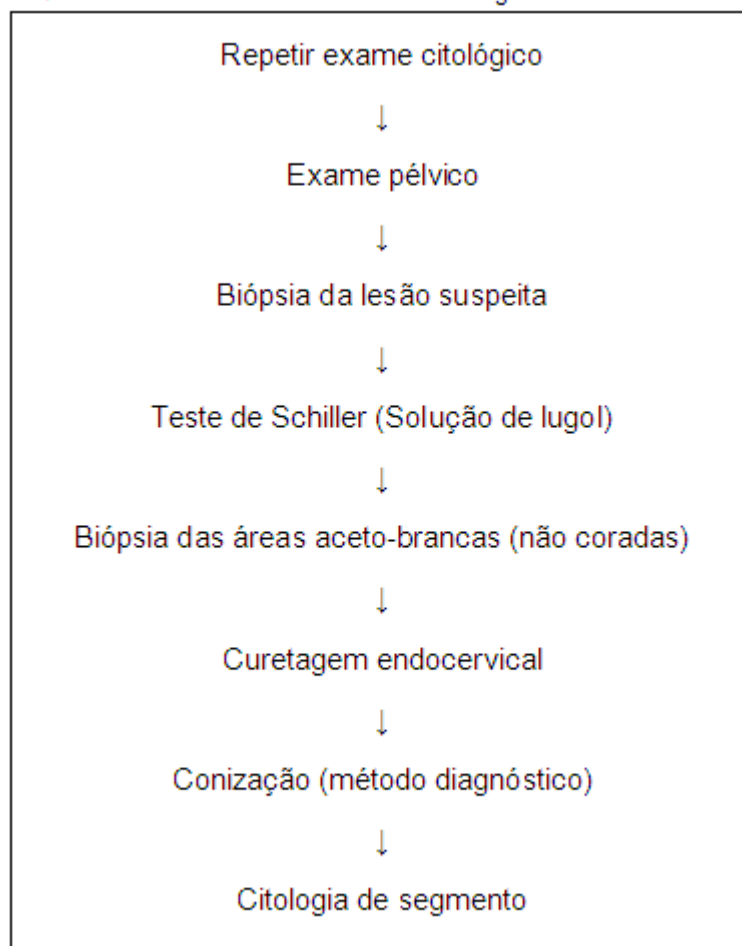 Repetir exame citológico
↓
Exame pélvico
↓
Biópsia da lesão suspeita
↓
Teste de Schiller (Solução de lugol)
↓
Biópsia das áreas aceto-brancas (não coradas)
↓
Curetagem endocervical
↓
Conização (método diagnóstico)
↓
Citologia de segmento